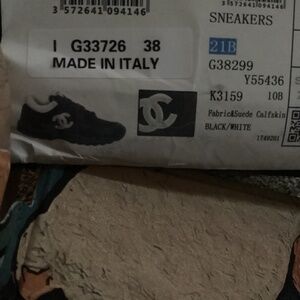 3 572641 094146
I G33726 38
MADE IN ITALY
SNEAKERS
21B
G38299
Y55436
K3159 10B
Fabric&Suede Calfskin
BLACK/WHITE